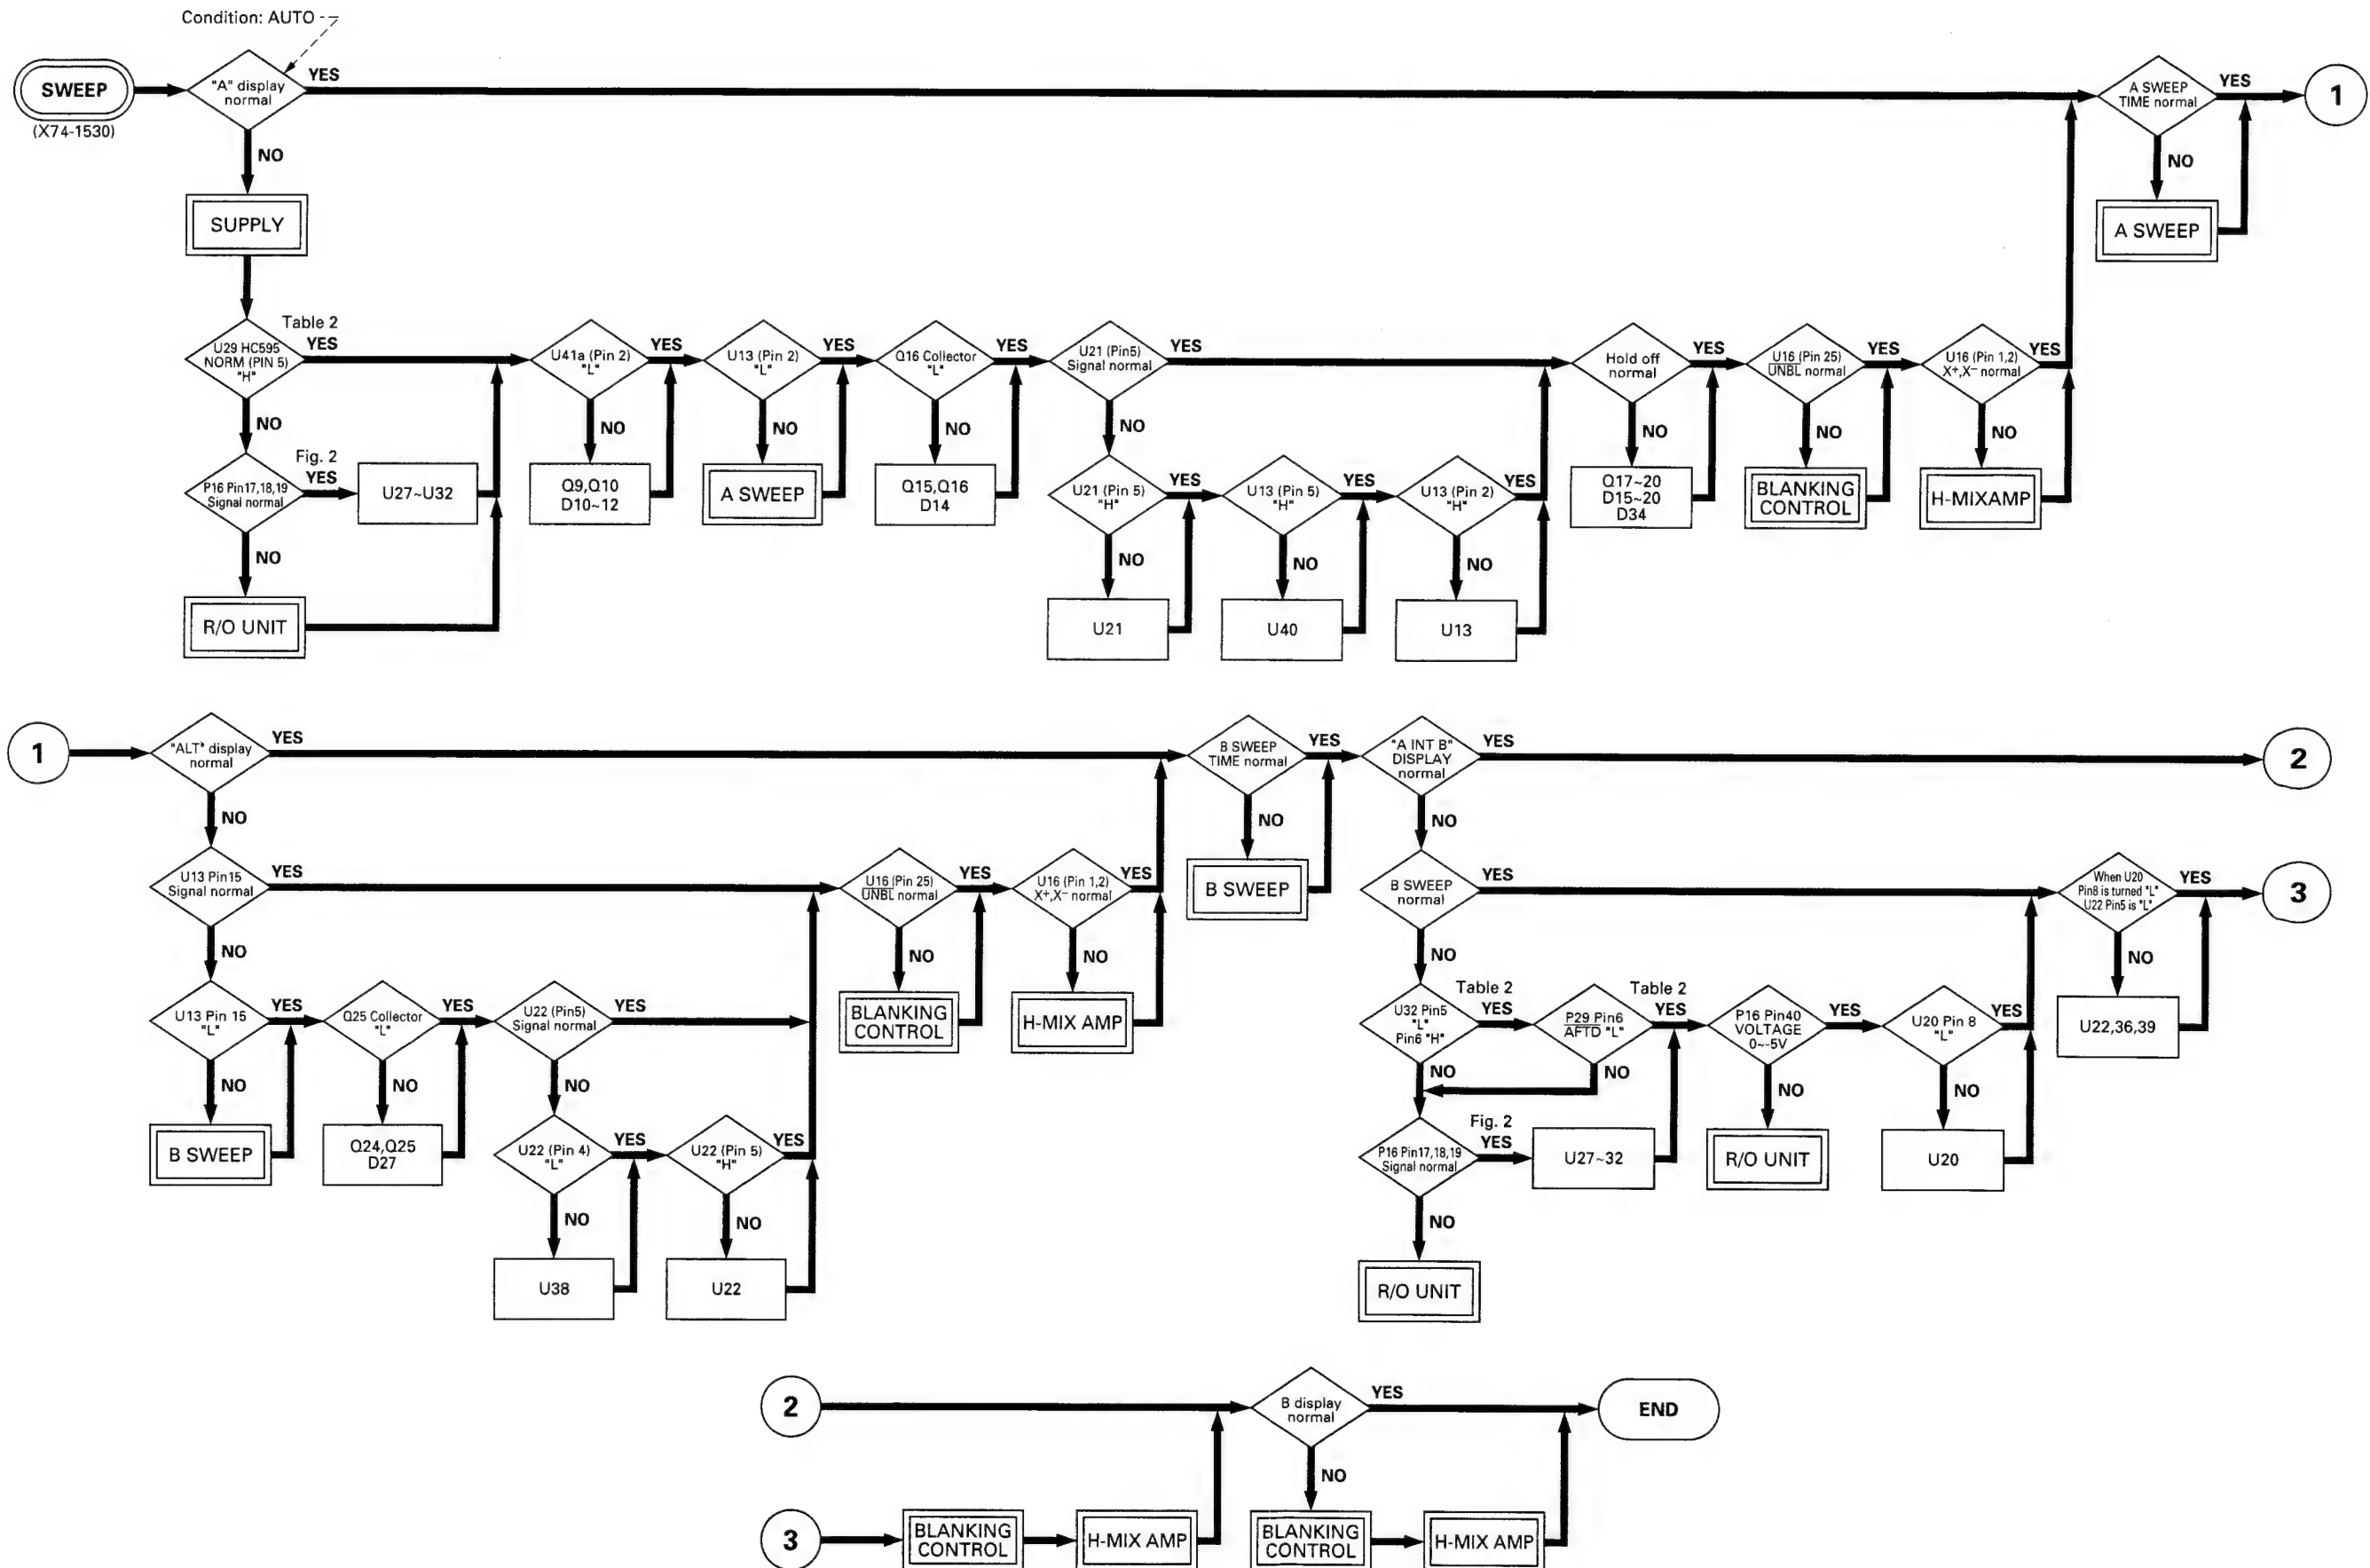 Condition: AUTO
SWEEP
(X74-1530)
"A" display
normal
YES
NO
SUPPLY
A SWEEP
TIME normal
YES
1
NO
A SWEEP
U29 HC595
NORM (PIN 5)
"H"
Table 2
YES
NO
P16 Pin17,18,19
Signal normal
Fig. 2
YES
U27~U32
NO
R/O UNIT
U41a (Pin 2)
"L"
YES
NO
Q9,Q10
D10~12
U13 (Pin 2)
"L"
YES
NO
A SWEEP
Q16 Collector
"L"
YES
NO
Q15,Q16
D14
U21 (Pin5)
Signal normal
YES
NO
U21 (Pin 5)
"H"
YES
NO
U21
U13 (Pin 5)
"H"
YES
NO
U40
U13 (Pin 2)
"H"
YES
NO
U13
Hold off
normal
YES
NO
Q17~20
D15~20
D34
U16 (Pin 25)
UNBL normal
YES
NO
BLANKING
CONTROL
U16 (Pin 1,2)
X+,X− normal
YES
NO
H-MIXAMP
1
"ALT" display
normal
YES
NO
U13 Pin15
Signal normal
YES
NO
U13 Pin 15
"L"
YES
NO
B SWEEP
Q25 Collector
"L"
YES
NO
Q24,Q25
D27
U22 (Pin5)
Signal normal
YES
NO
U22 (Pin 4)
"L"
YES
NO
U38
U22 (Pin 5)
"H"
YES
NO
U22
U16 (Pin 25)
UNBL normal
YES
NO
BLANKING
CONTROL
U16 (Pin 1,2)
X+,X− normal
YES
NO
H-MIX AMP
B SWEEP
TIME normal
YES
NO
B SWEEP
"A INT B"
DISPLAY
normal
YES
2
NO
B SWEEP
normal
YES
NO
U32 Pin5
"L"
Pin6 "H"
Table 2
YES
NO
P29 Pin6
AFTD "L"
Table 2
YES
NO
P16 Pin17,18,19
Signal normal
Fig. 2
YES
U27~32
NO
R/O UNIT
P16 Pin40
VOLTAGE
0~-5V
YES
NO
R/O UNIT
U20 Pin 8
"L"
YES
NO
U20
When U20
Pin8 is turned "L"
U22 Pin5 is "L"
YES
3
NO
U22,36,39
2
B display
normal
YES
END
NO
3
BLANKING
CONTROL
H-MIX AMP
BLANKING
CONTROL
H-MIX AMP